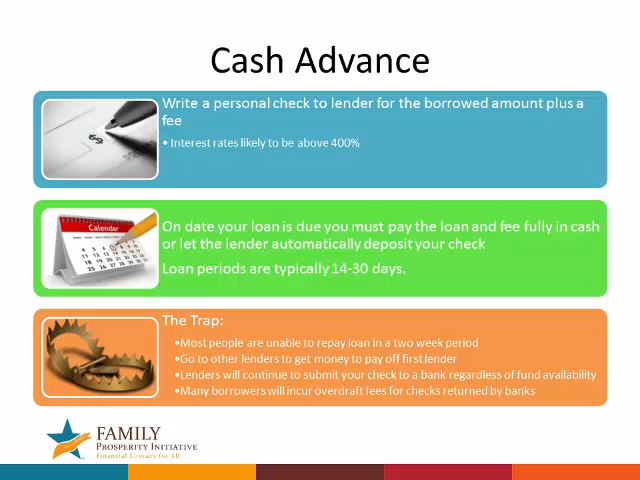 Cash Advance
Write a personal check to lender for the borrowed amount plus a
fee
• Interest rates likely to be above 400%
$
Calendar
On date your loan is due you must pay the loan and fee fully in cash
or let the lender automatically deposit your check
Loan periods are typically 14-30 days.
The Trap:
•Most people are unable to repay loan in a two week period
•Go to other lenders to get money to pay off first lender
•Lenders will continue to submit your check to a bank regardless of fund availability
•Many borrowers will incur overdraft fees for checks returned by banks
FAMILY
PROSPERITY INITIATIVE
Financial Literacy for All